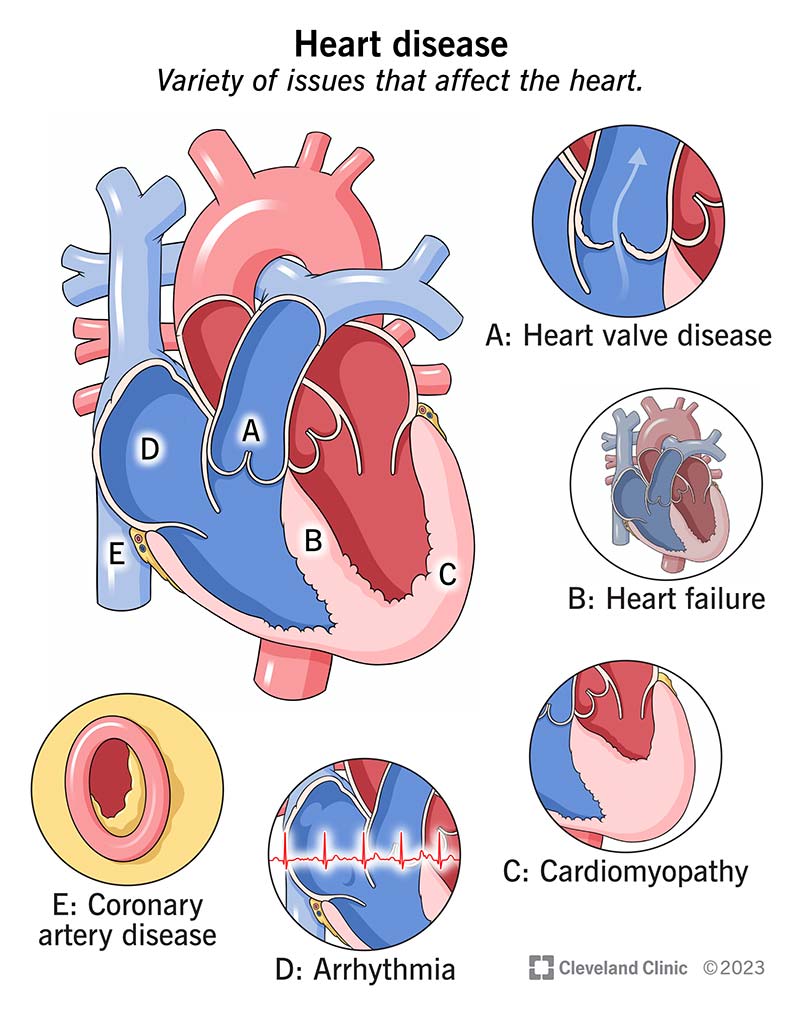 Heart disease
Variety of issues that affect the heart.
A: Heart valve disease
D
A
B
E
C
B: Heart failure
C: Cardiomyopathy
E: Coronary
artery disease
D: Arrhythmia
Cleveland Clinic ©2023